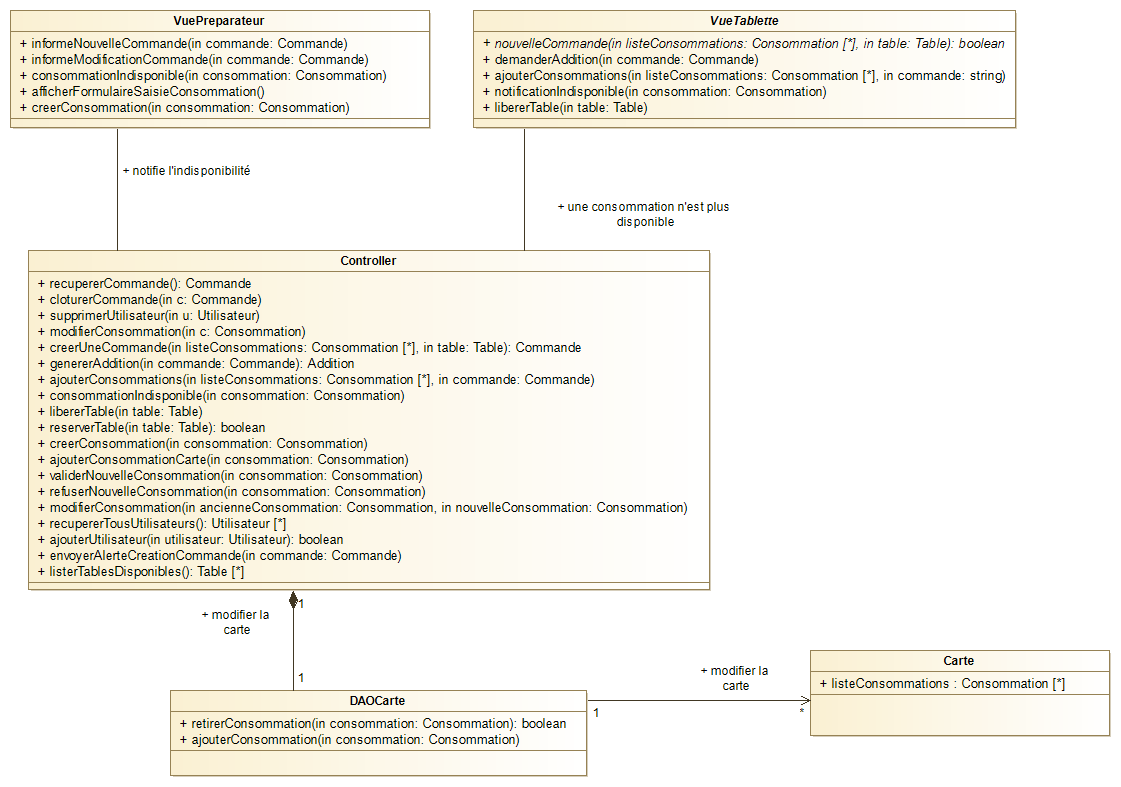 VuePreparateur
+ informeNouvelleCommande(in commande: Commande)
+ informeModificationCommande(in commande: Commande)
+ consommationIndisponible(in consommation: Consommation)
+ afficherFormulaireSaisieConsommation()
+ creerConsommation(in consommation: Consommation)
VueTablette
+ nouvelleCommande(in listeConsommations: Consommation [*], in table: Table): boolean
+ demanderAddition(in commande: Commande)
+ ajouterConsommations(in listeConsommations: Consommation [*], in commande: string)
+ notificationIndisponible(in consommation: Consommation)
+ libererTable(in table: Table)
+ notifie l'indisponibilité
+ une consommation n'est plus
disponible
Controller
+ recupererCommande(): Commande
+ cloturerCommande(in c: Commande)
+ supprimerUtilisateur(in u: Utilisateur)
+ modifierConsommation(in c: Consommation)
+ creerUneCommande(in listeConsommations: Consommation [*], in table: Table): Commande
+ genererAddition(in commande: Commande): Addition
+ ajouterConsommations(in listeConsommations: Consommation [*], in commande: Commande)
+ consommationIndisponible(in consommation: Consommation)
+ libererTable(in table: Table)
+ reserverTable(in table: Table): boolean
+ creerConsommation(in consommation: Consommation)
+ ajouterConsommationCarte(in consommation: Consommation)
+ validerNouvelleConsommation(in consommation: Consommation)
+ refuserNouvelleConsommation(in consommation: Consommation)
+ modifierConsommation(in ancienneConsommation: Consommation, in nouvelleConsommation: Consommation)
+ recupererTousUtilisateurs(): Utilisateur [*]
+ ajouterUtilisateur(in utilisateur: Utilisateur): boolean
+ envoyerAlerteCreationCommande(in commande: Commande)
+ listerTablesDisponibles(): Table [*]
1
+ modifier la
carte
1
DAOCarte
+ retirerConsommation(in consommation: Consommation): boolean
+ ajouterConsommation(in consommation: Consommation)
+ modifier la
carte
1
*
Carte
+ listeConsommations : Consommation [*]